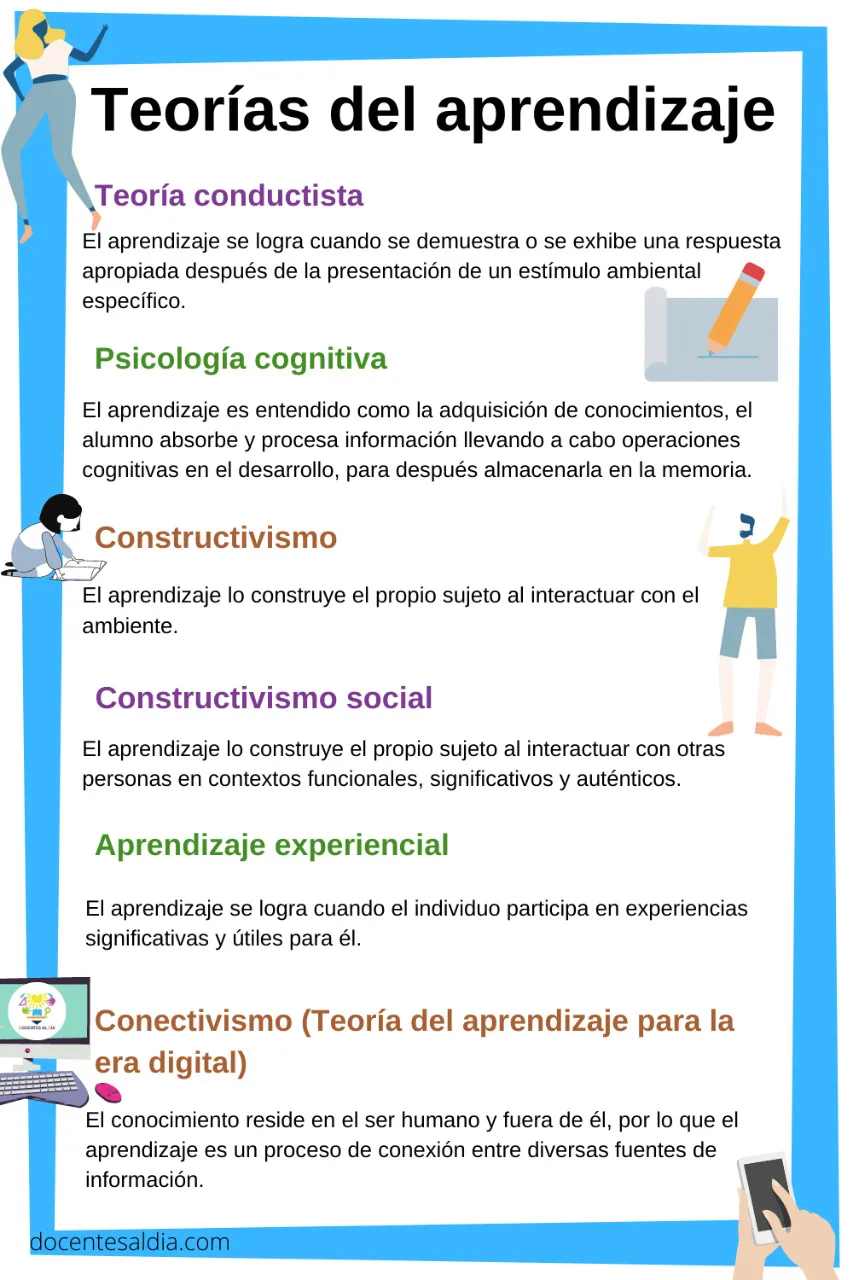 Teorías del aprendizaje
Teoría conductista
El aprendizaje se logra cuando se demuestra o se exhibe una respuesta
apropiada después de la presentación de un estímulo ambiental
específico.
Psicología cognitiva
El aprendizaje es entendido como la adquisición de conocimientos, el
alumno absorbe y procesa información llevando a cabo operaciones
cognitivas en el desarrollo, para después almacenarla en la memoria.
Constructivismo
El aprendizaje lo construye el propio sujeto al interactuar con el
ambiente.
Constructivismo social
El aprendizaje lo construye el propio sujeto al interactuar con otras
personas en contextos funcionales, significativos y auténticos.
Aprendizaje experiencial
El aprendizaje se logra cuando el individuo participa en experiencias
significativas y útiles para él.
DOCENTES AL DÍA
Conectivismo (Teoría del aprendizaje para la
era digital)
El conocimiento reside en el ser humano y fuera de él, por lo que el
aprendizaje es un proceso de conexión entre diversas fuentes de
información.
docentesaldia.com